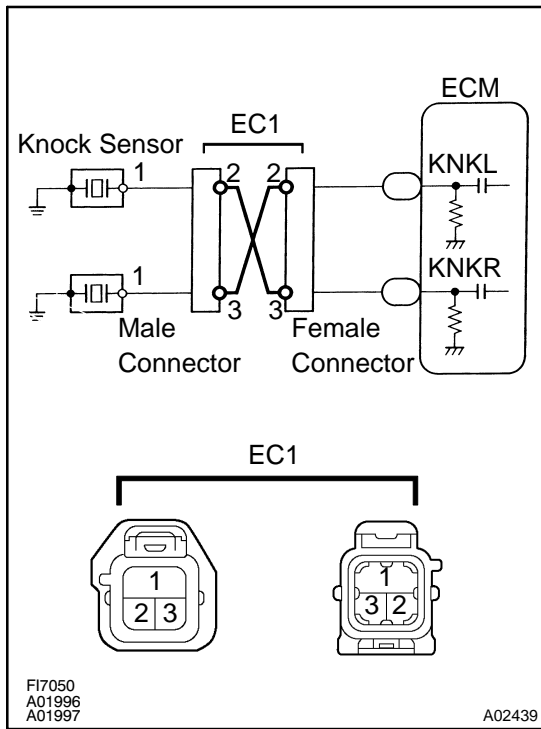 ECM
EC1
Knock Sensor
1
2
2
KNKL
1
3
3
KNKR
Male
Connector
Female
Connector
EC1
1
2 3
1
3 2
FI7050
A01996
A01997
A02439